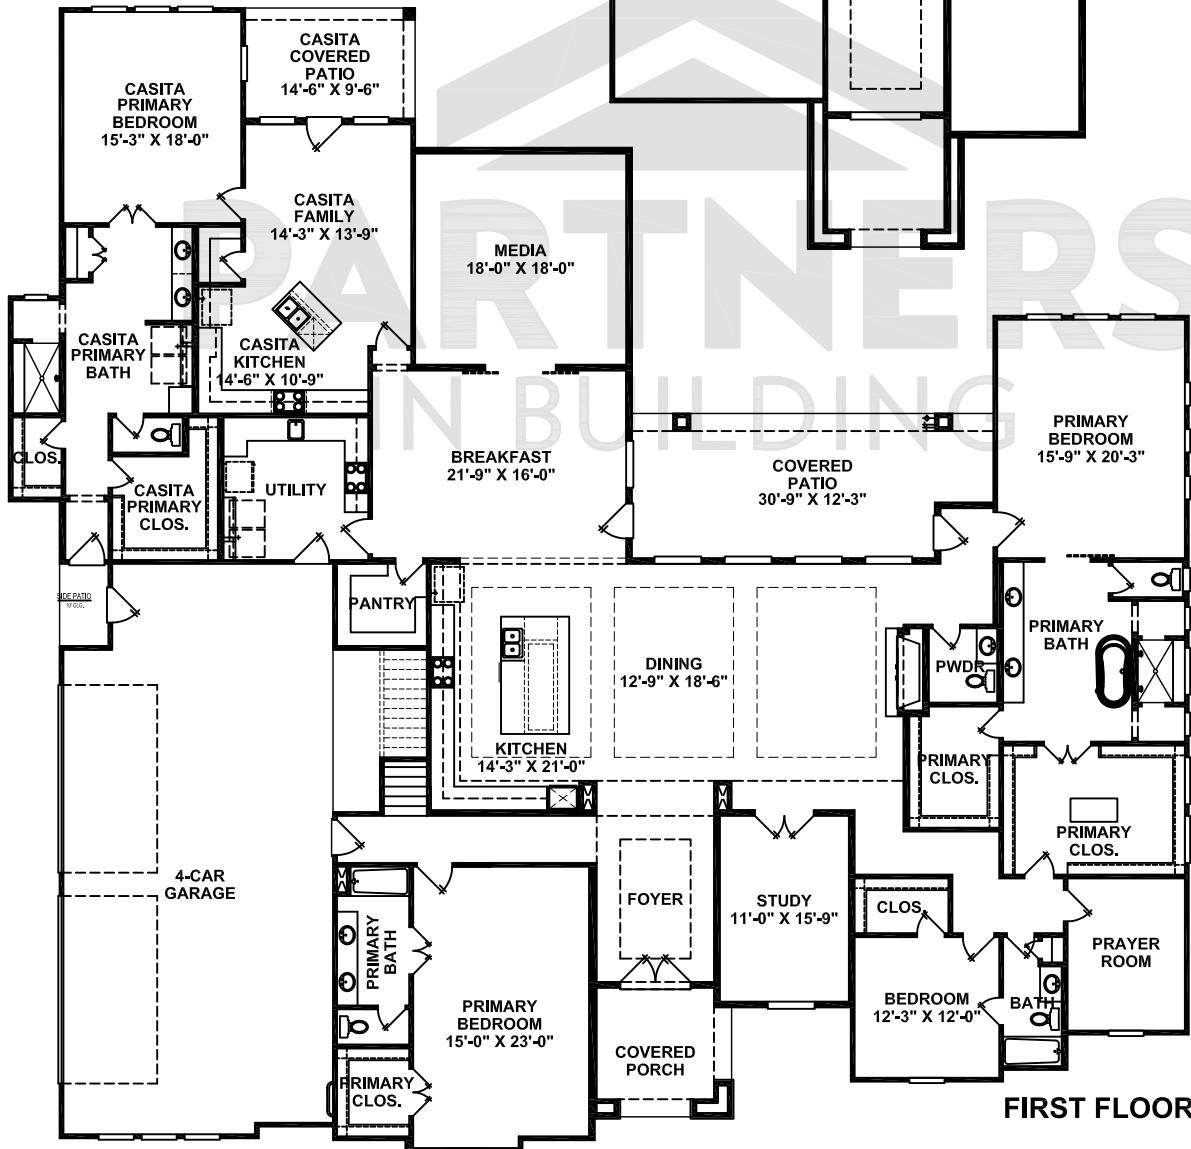 CASITA
COVERED
PATIO
14'-6" X 9'-6"
CASITA
PRIMARY
BEDROOM
15'-3" X 18'-0"
CASITA
FAMILY
14'-3" X 13'-9"
MEDIA
18'-0" X 18'-0"
PARTNERS
IN BUILDING
CASITA
PRIMARY
BATH
CASITA
KITCHEN
14'-6" X 10'-9"
CLOS.
CASITA
PRIMARY
CLOS.
UTILITY
BREAKFAST
21'-9" X 16'-0"
COVERED
PATIO
30'-9" X 12'-3"
PRIMARY
BEDROOM
15'-9" X 20'-3"
SIDE PATIO
10' CLG.
PANTRY
KITCHEN
14'-3" X 21'-0"
DINING
12'-9" X 18'-6"
PWDR
PRIMARY
BATH
PRIMARY
CLOS.
PRIMARY
CLOS.
4-CAR
GARAGE
PRIMARY
BATH
FOYER
STUDY
11'-0" X 15'-9"
CLOS.
PRAYER
ROOM
PRIMARY
BEDROOM
15'-0" X 23'-0"
BEDROOM
12'-3" X 12'-0"
BATH
COVERED
PORCH
PRIMARY
CLOS.
FIRST FLOOR